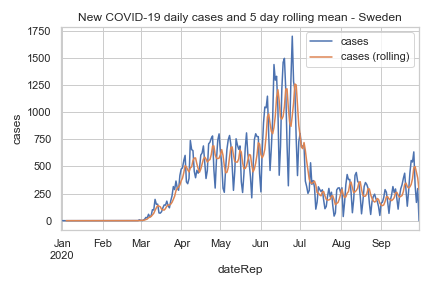 New COVID-19 daily cases and 5 day rolling mean - Sweden
cases
cases (rolling)
1750
1500
1250
1000
750
500
250
0
cases
Jan Feb Mar Apr May Jun Jul Aug Sep
2020
dateRep